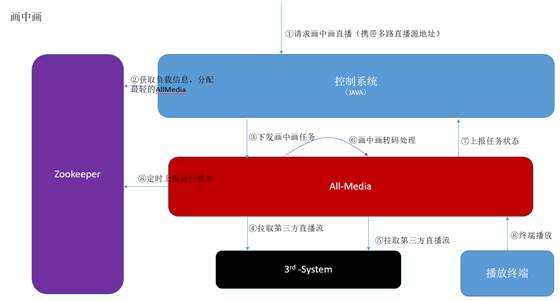 画中画
①请求画中画直播（携带多路直播源地址）
控制系统
（JAVA）
②获取负载信息，分配
最轻的AllMedia
③下发画中画任务
⑥画中画转码处理
⑦上报任务状态
Zookeeper
⑧定时上报运行状态
All-Media
④拉取第三方直播流
⑤拉取第三方直播流
⑧终端播放
3rd -System
播放终端